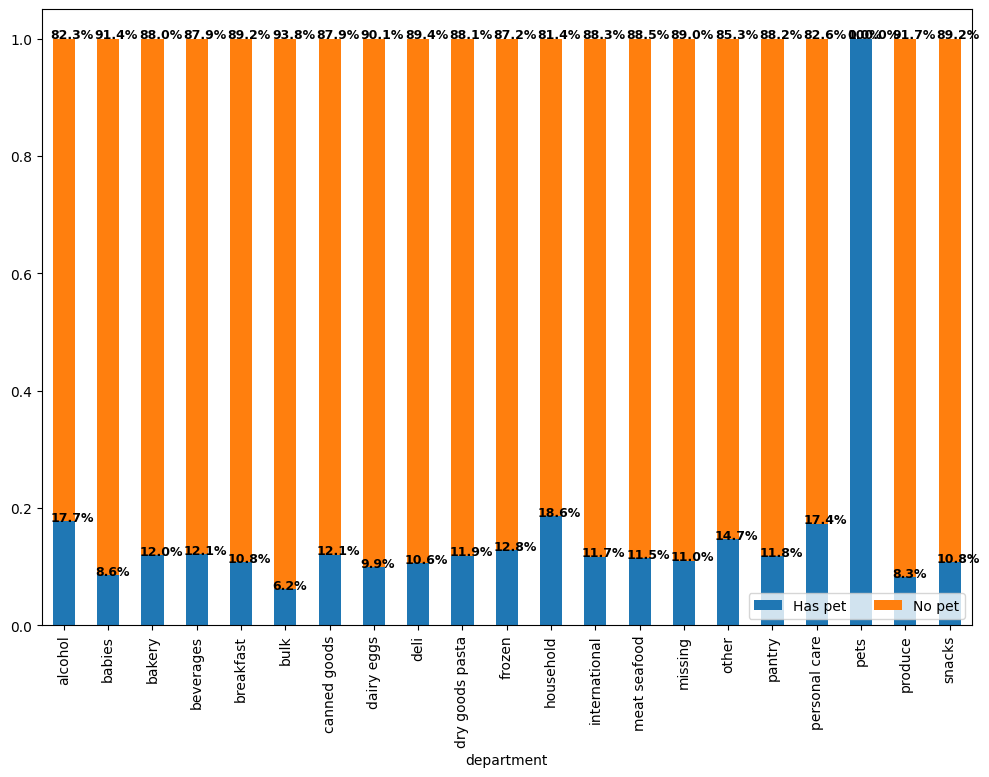 1.0
0.8
0.6
0.4
0.2
0.0
82.3% 91.4% 88.0% 87.9% 89.2% 93.8% 87.9% 90.1% 89.4% 88.1% 87.2% 81.4% 88.3% 88.5% 89.0% 85.3% 88.2% 82.6% 91.7% 89.2%
17.7% 8.6% 12.0% 12.1% 10.8% 6.2% 12.1% 9.9% 10.6% 11.9% 12.8% 18.6% 11.7% 11.5% 11.0% 14.7% 11.8% 17.4% 8.3% 10.8%
Has pet No pet
alcohol
babies
bakery
beverages
breakfast
bulk
canned goods
dairy eggs
deli
dry goods pasta
frozen
household
international
meat seafood
missing
other
pantry
personal care
pets
produce
snacks
department